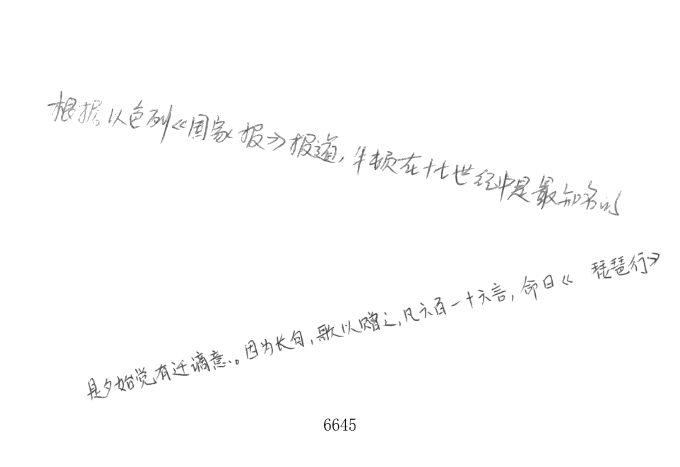 根据以色列《国家报》报道,牛顿在十七世纪中是最知名的
是夕始觉有迁谪意。因为长句,歌以赠之,凡六百一十六言,命曰《 琵琶行》
6645